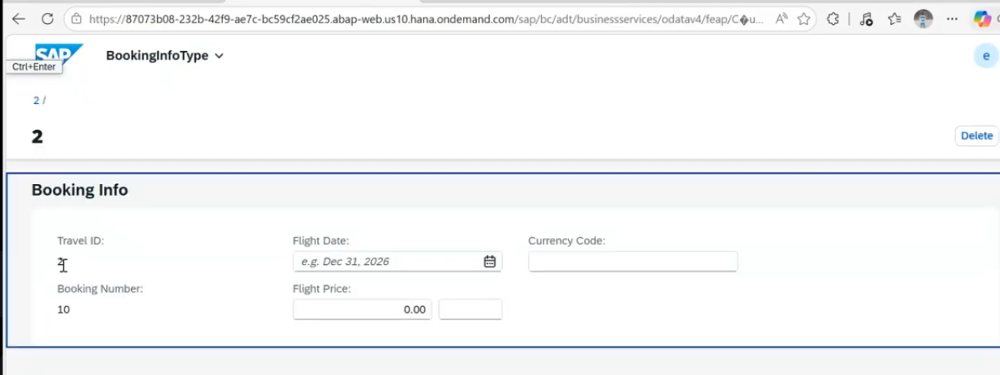 https://87073b08-232b-42f9-ae7c-bc59cf2ae025.abap-web.us10.hana.ondemand.com/sap/bc/adt/businessservices/odatav4/feap/C�u...
SAP BookingInfoType e
Ctrl+Enter
2 /
2 Delete
Booking Info
Travel ID: Flight Date: Currency Code:
2 e.g. Dec 31, 2026
Booking Number: Flight Price:
10 0.00